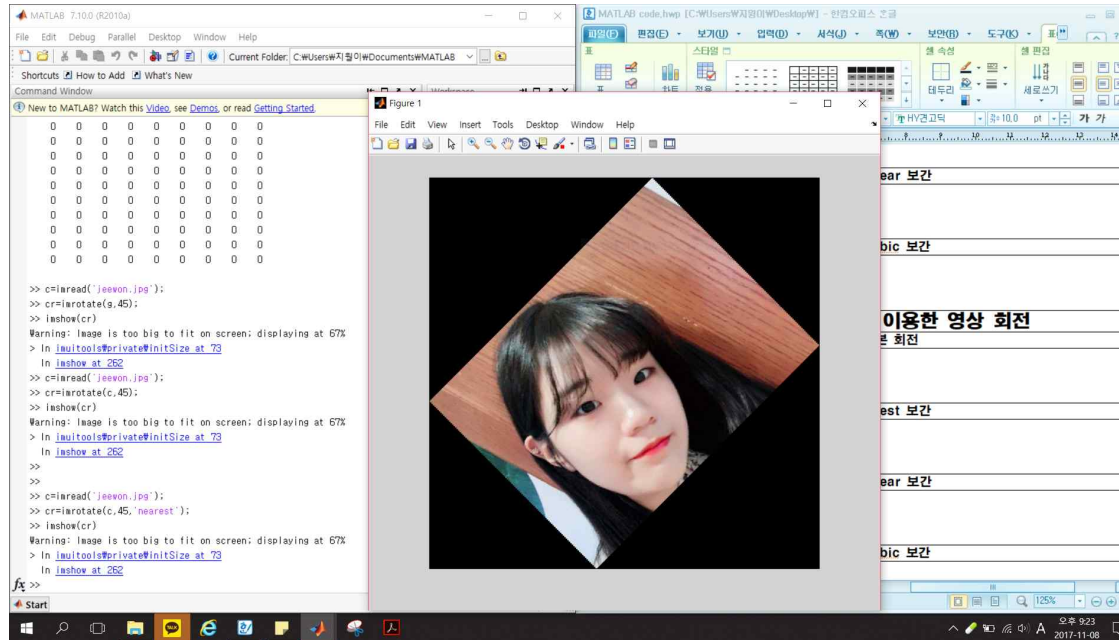 MATLAB 7.10.0 (R2010a)
File Edit Debug Parallel Desktop Window Help
Current Folder: C:₩Users₩지월이₩Documents₩MATLAB
Shortcuts How to Add What's New
Command Window
New to MATLAB? Watch this Video, see Demos, or read Getting Started.
0 0 0 0 0 0 0 0 0
0 0 0 0 0 0 0 0 0
0 0 0 0 0 0 0 0 0
0 0 0 0 0 0 0 0 0
0 0 0 0 0 0 0 0 0
0 0 0 0 0 0 0 0 0
0 0 0 0 0 0 0 0 0
0 0 0 0 0 0 0 0 0
0 0 0 0 0 0 0 0 0
0 0 0 0 0 0 0 0 0
>> c=imread('jeewon.jpg');
>> cr=imrotate(g,45);
>> imshow(cr)
Warning: Image is too big to fit on screen; displaying at 67%
> In imuitools₩private₩initSize at 73
In imshow at 262
>> c=imread('jeewon.jpg');
>> cr=imrotate(c,45);
>> imshow(cr)
Warning: Image is too big to fit on screen; displaying at 67%
> In imuitools₩private₩initSize at 73
In imshow at 262
>>
>>
>> c=imread('jeewon.jpg');
>> cr=imrotate(c,45,'nearest');
>> imshow(cr)
Warning: Image is too big to fit on screen; displaying at 67%
> In imuitools₩private₩initSize at 73
In imshow at 262
fx >>
Start
Figure 1
File Edit View Insert Tools Desktop Window Help
파일(F) 편집(E) 보기(U) 입력(D) 서식(J) 쪽(W) 보안(B) 도구(K) 표
표 스타일 셀 속성 셀 편집
테두리 세로쓰기
HY견고딕 10.0 pt 가 가
8 9 10 11 12 13 14
ear 보간
bic 보간
이용한 영상 회전
본 회전
est 보간
ear 보간
bic 보간
125%
TALK
A
오후 9:23
2017-11-08